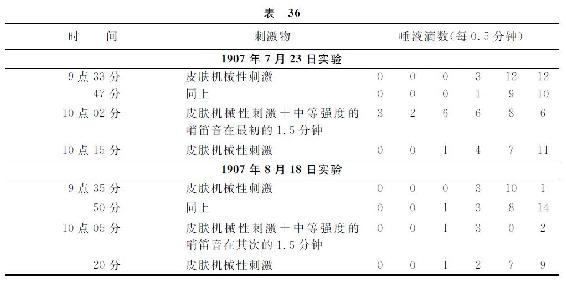 表 36
时 间 刺激物 唾液滴数(每0.5分钟)
1907年7月23日实验
9点33分 皮肤机械性刺激 0 0 0 3 12 12
47分 同上 0 0 0 1 9 10
10点02分 皮肤机械性刺激+中等强度的 3 2 6 6 8 6
哨笛音在最初的1.5分钟
10点15分 皮肤机械性刺激 0 0 1 4 7 11
1907年8月18日实验
9点35分 皮肤机械性刺激 0 0 0 3 10 1
50分 同上 0 0 1 3 8 14
10点05分 皮肤机械性刺激+中等强度的 0 0 1 3 0 2
哨笛音在其次的1.5分钟
20分 皮肤机械性刺激 0 0 1 2 7 9